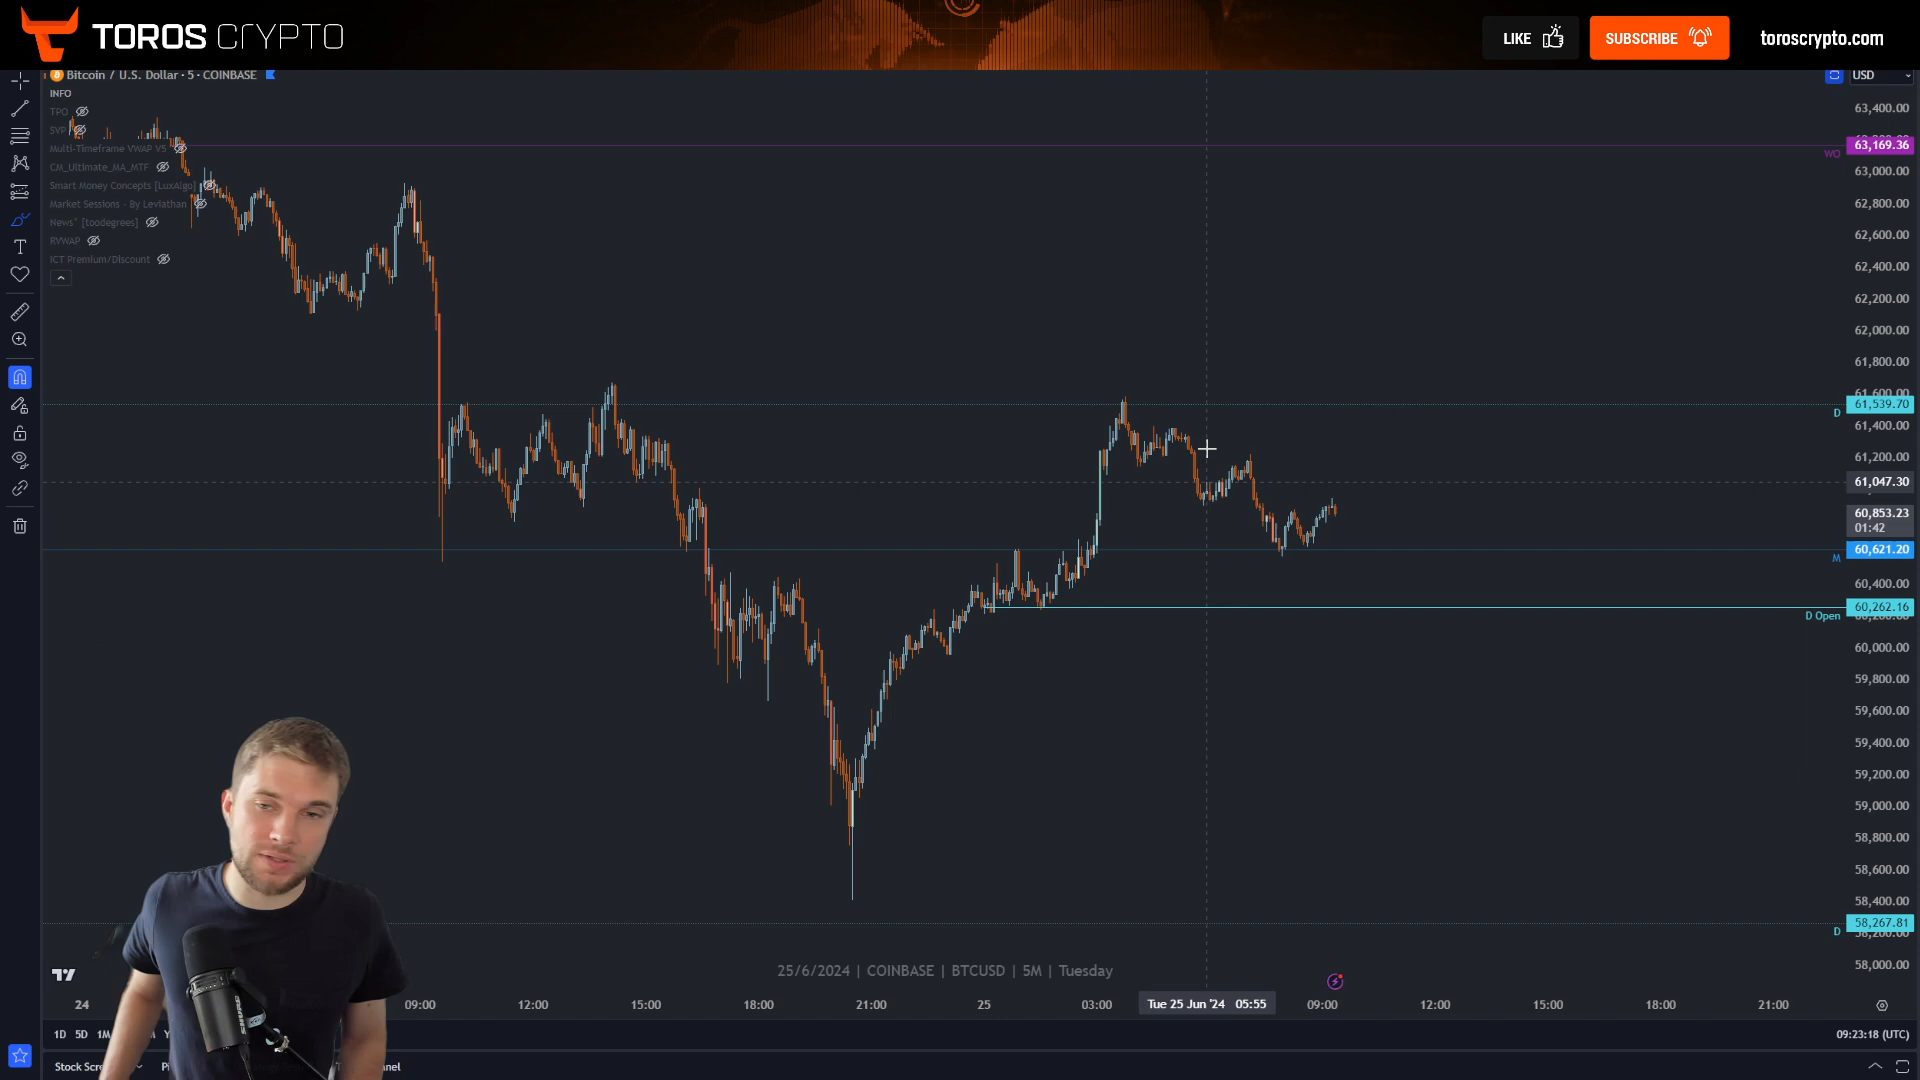 TOROS CRYPTO
LIKE
SUBSCRIBE
toroscrypto.com
Bitcoin / U.S. Dollar · 5 · COINBASE
USD
INFO
TPO
SVP
Multi-Timeframe VWAP V5
CM_Ultimate_MA_MTF
Smart Money Concepts [LuxAlgo]
Market Sessions - By Leviathan
News* [toodegrees]
RVWAP
ICT Premium/Discount
63,400.00
WO 63,169.36
63,000.00
62,800.00
62,600.00
62,400.00
62,200.00
62,000.00
61,800.00
61,600.00
D 61,539.70
61,400.00
61,200.00
61,047.30
60,853.23
01:42
M 60,621.20
60,400.00
60,262.16
D Open
60,000.00
59,800.00
59,600.00
59,400.00
59,200.00
59,000.00
58,800.00
58,600.00
58,400.00
D 58,267.81
58,200.00
58,000.00
25/6/2024 | COINBASE | BTCUSD | 5M | Tuesday
24 09:00 12:00 15:00 18:00 21:00 25 03:00 Tue 25 Jun '24 05:55 09:00 12:00 15:00 18:00 21:00
1D 5D 1M
09:23:18 (UTC)
Stock Scre